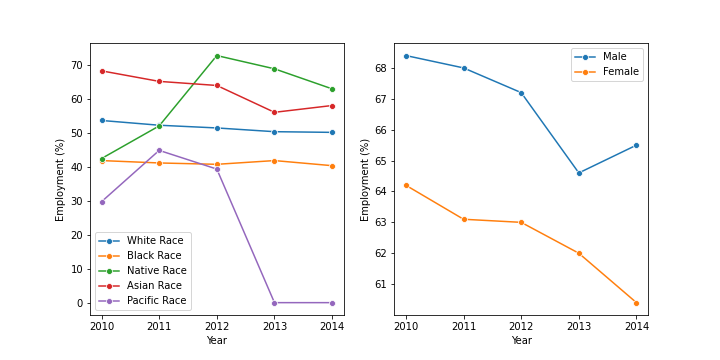 70
60
50
40
30
20
10
0
Employment (%)
White Race
Black Race
Native Race
Asian Race
Pacific Race
2010 2011 2012 2013 2014
Year
68
67
66
65
64
63
62
61
Employment (%)
Male
Female
2010 2011 2012 2013 2014
Year